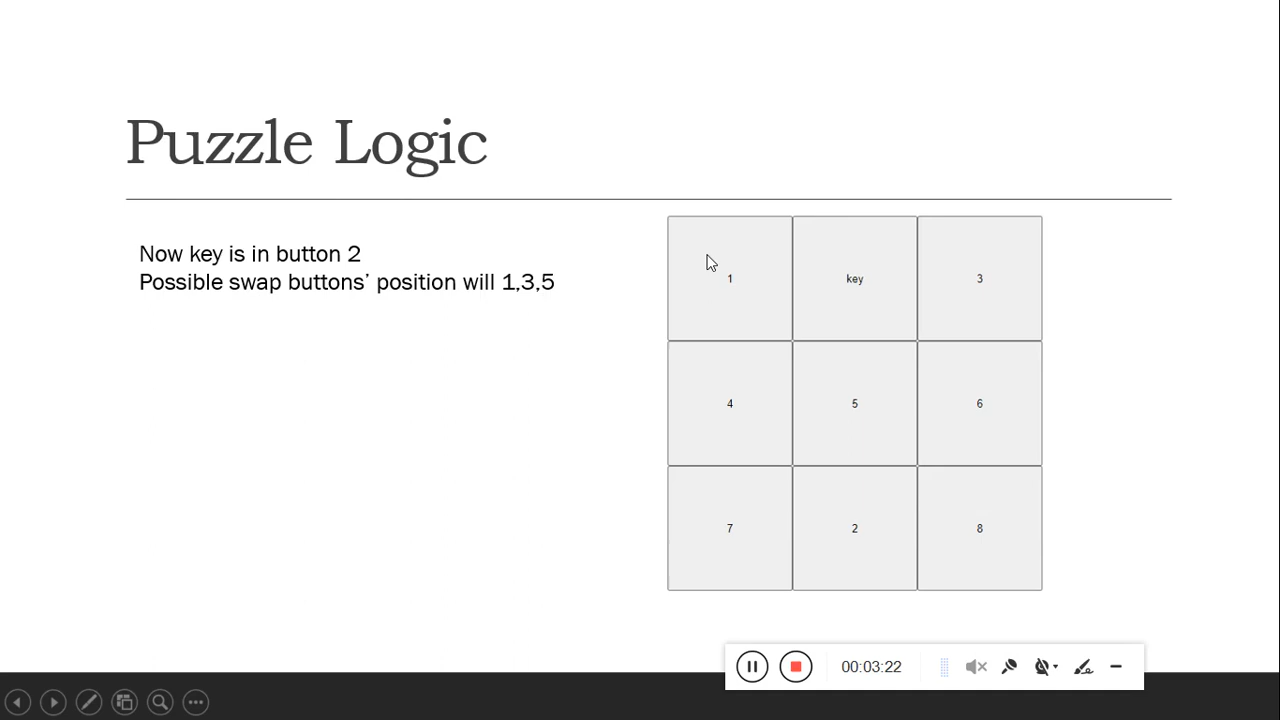 Puzzle Logic
Now key is in button 2
Possible swap buttons’ position will 1,3,5
1 key 3
4 5 6
7 2 8
00:03:22